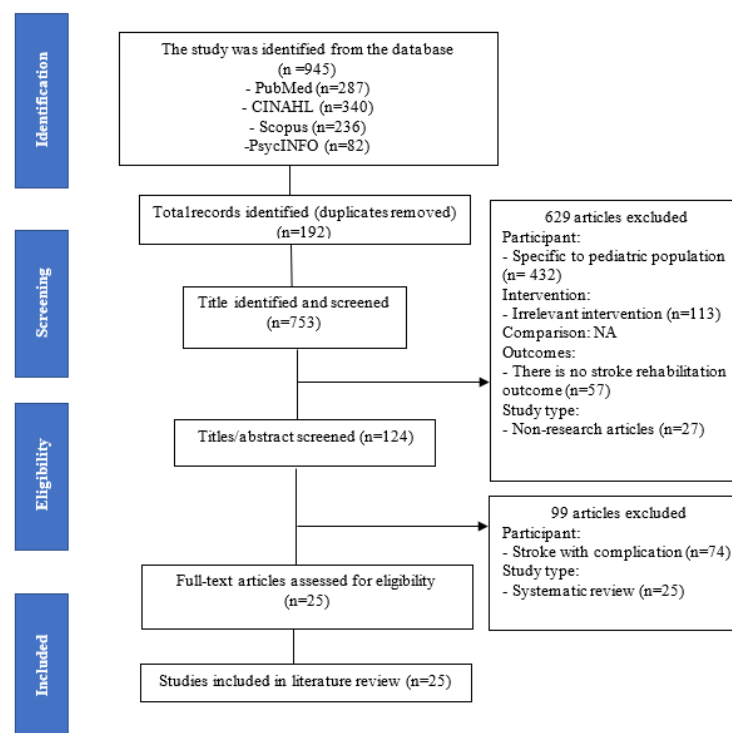 Identification
The study was identified from the database
(n =945)
- PubMed (n=287)
- CINAHL (n=340)
- Scopus (n=236)
-PsycINFO (n=82)
Total records identified (duplicates removed)
(n=192)
Screening
Title identified and screened
(n=753)
629 articles excluded
Participant:
- Specific to pediatric population
(n= 432)
Intervention:
- Irrelevant intervention (n=113)
Comparison: NA
Outcomes:
- There is no stroke rehabilitation
outcome (n=57)
Study type:
- Non-research articles (n=27)
Eligibility
Titles/abstract screened (n=124)
99 articles excluded
Participant:
- Stroke with complication (n=74)
Study type:
- Systematic review (n=25)
Full-text articles assessed for eligibility
(n=25)
Included
Studies included in literature review (n=25)